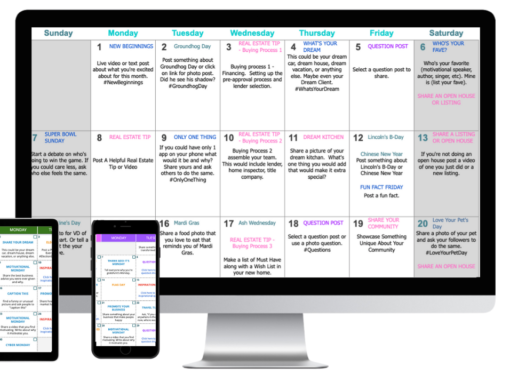 Sunday Monday Tuesday Wednesday Thursday Friday Saturday
1 NEW BEGINNINGS
Live video or text post
about what you're excited
about for this month.
#NewBeginnings
2 Groundhog Day
Post something about
Groundhog Day or click
on link for photo post.
Did he see his shadow?
#GroundhogDay
3 REAL ESTATE TIP
- Buying Process 1
Buying process 1 -
Financing. Setting up the
pre-approval process and
lender selection.
4 WHAT'S YOUR
DREAM
This could be your dream
car, dream house, dream
vacation, or anything
else. Maybe even your
Dream Client.
#WhatsYourDream
5 QUESTION POST
Select a question post to
share.
6 WHO'S YOUR
FAVE?
Who's your favorite
(motivational speaker,
author, singer, etc). Mine
is (list your fave).
SHARE AN OPEN HOUSE
OR LISTING
7 SUPER BOWL
SUNDAY
Start a debate on who's
going to win the game. If
you could care less, ask
who else feels the same.
8 REAL ESTATE TIP
Post A Helpful Real Estate
Tip or Video
9 ONLY ONE THING
If you could have only 1
app on your phone what
would it be and why?
Share yours and ask
others to do the same.
#OnlyOneThing
10 REAL ESTATE TIP -
Buying Process 2
Buying Process 2
assemble your team.
This would include lender,
home inspector, title
company.
11 DREAM KITCHEN
Share a picture of your
dream kitchan. What's
one thing you would add
that would make it extra
special?
12 Lincoln's B-Day
Chinese New Year
Post something about
Lincoln's B-Day or
Chinese New Year
FUN FACT FRIDAY
Post a fun fact.
13 SHARE A LISTING
OR OPEN HOUSE
If you're not doing an
open house post a video
of one you just did or a
new listing.
16 Mardi Gras
Share a food photo that
you love to eat that
reminds you of Mardi
Gras.
17 Ash Wednesday
REAL ESTATE TIP -
Buying Process 3
Make a list of Must Have
along with a Wish List in
your new home.
18 QUESTION POST
Select a question post or
use a photo question.
#Questions
19 SHARE YOUR
COMMUNITY
Showcase Something
Unique About Your
Community
20 Love Your Pet's
Day
Share a photo of your pet
and ask your followers to
do the same.
#LoveYourPetDay
SHARE AN OPEN HOUSE
MONDAY
MONDAY